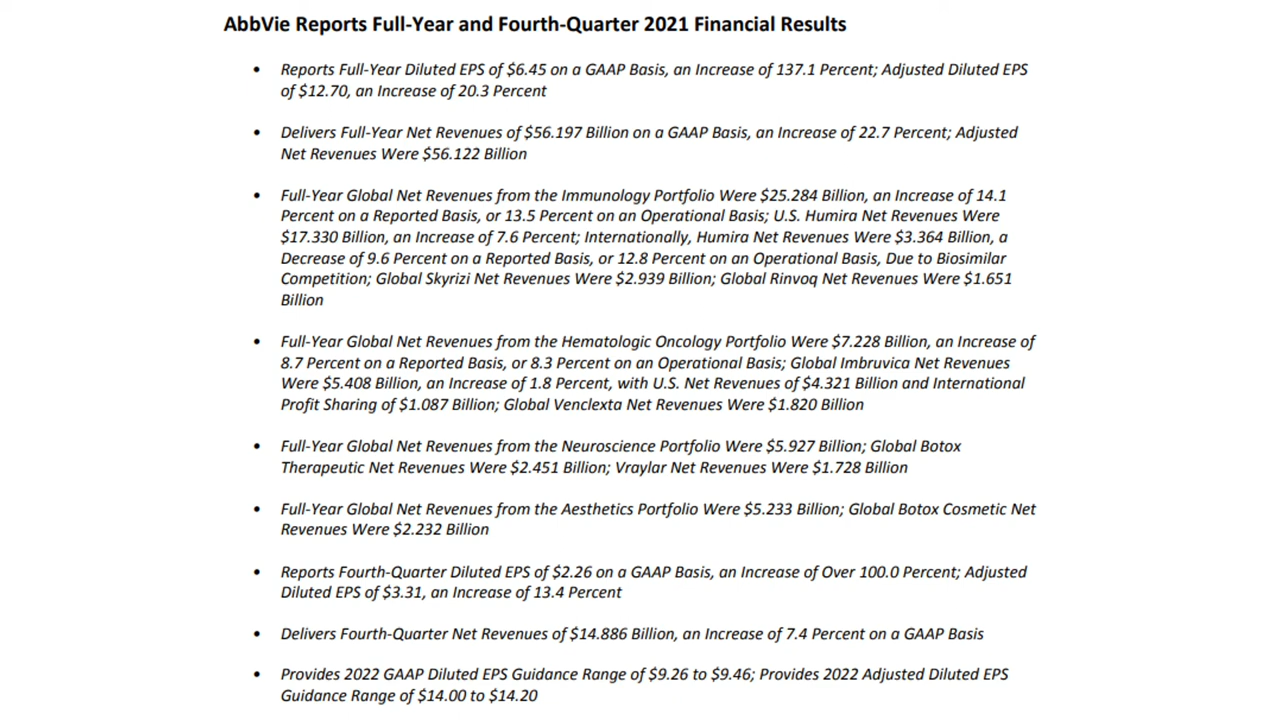 AbbVie Reports Full-Year and Fourth-Quarter 2021 Financial Results
• Reports Full-Year Diluted EPS of $6.45 on a GAAP Basis, an Increase of 137.1 Percent; Adjusted Diluted EPS
of $12.70, an Increase of 20.3 Percent
• Delivers Full-Year Net Revenues of $56.197 Billion on a GAAP Basis, an Increase of 22.7 Percent; Adjusted
Net Revenues Were $56.122 Billion
• Full-Year Global Net Revenues from the Immunology Portfolio Were $25.284 Billion, an Increase of 14.1
Percent on a Reported Basis, or 13.5 Percent on an Operational Basis; U.S. Humira Net Revenues Were
$17.330 Billion, an Increase of 7.6 Percent; Internationally, Humira Net Revenues Were $3.364 Billion, a
Decrease of 9.6 Percent on a Reported Basis, or 12.8 Percent on an Operational Basis, Due to Biosimilar
Competition; Global Skyrizi Net Revenues Were $2.939 Billion; Global Rinvoq Net Revenues Were $1.651
Billion
• Full-Year Global Net Revenues from the Hematologic Oncology Portfolio Were $7.228 Billion, an Increase of
8.7 Percent on a Reported Basis, or 8.3 Percent on an Operational Basis; Global Imbruvica Net Revenues
Were $5.408 Billion, an Increase of 1.8 Percent, with U.S. Net Revenues of $4.321 Billion and International
Profit Sharing of $1.087 Billion; Global Venclexta Net Revenues Were $1.820 Billion
• Full-Year Global Net Revenues from the Neuroscience Portfolio Were $5.927 Billion; Global Botox
Therapeutic Net Revenues Were $2.451 Billion; Vraylar Net Revenues Were $1.728 Billion
• Full-Year Global Net Revenues from the Aesthetics Portfolio Were $5.233 Billion; Global Botox Cosmetic Net
Revenues Were $2.232 Billion
• Reports Fourth-Quarter Diluted EPS of $2.26 on a GAAP Basis, an Increase of Over 100.0 Percent; Adjusted
Diluted EPS of $3.31, an Increase of 13.4 Percent
• Delivers Fourth-Quarter Net Revenues of $14.886 Billion, an Increase of 7.4 Percent on a GAAP Basis
• Provides 2022 GAAP Diluted EPS Guidance Range of $9.26 to $9.46; Provides 2022 Adjusted Diluted EPS
Guidance Range of $14.00 to $14.20